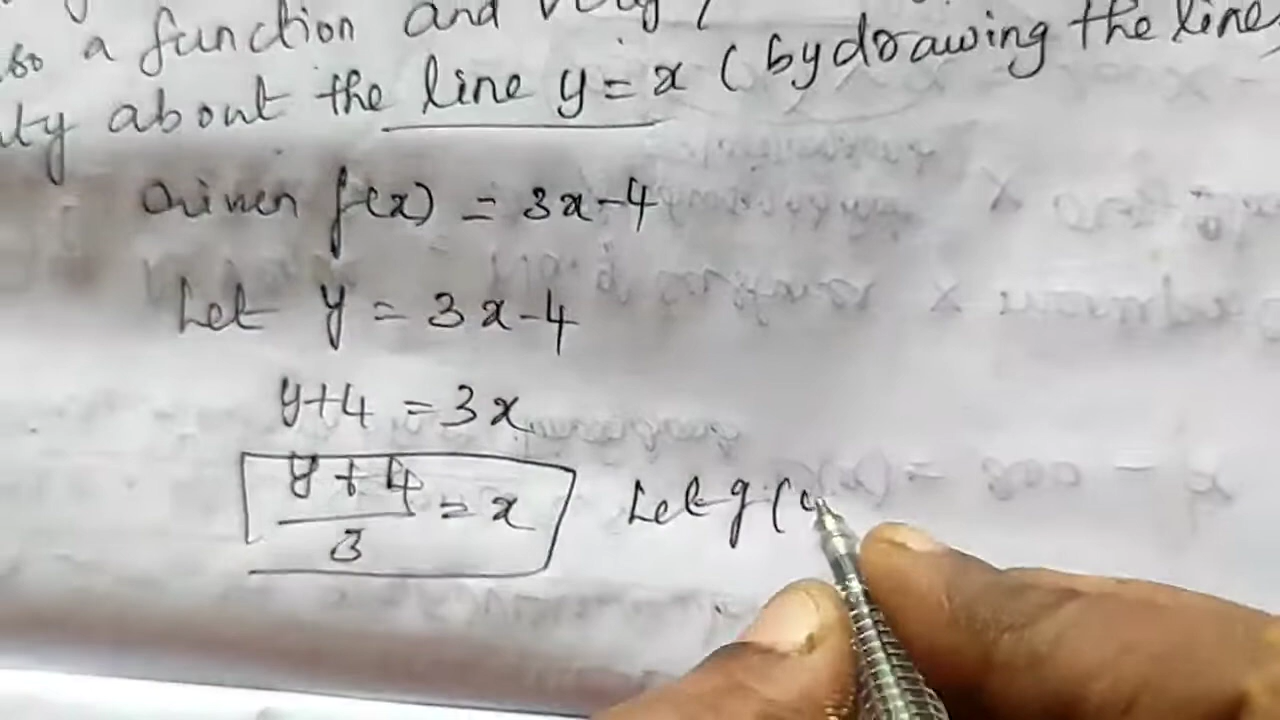 a function and
about the line y = x (by drawing the line,
Given f(x) = 3x-4
Let y = 3x-4
y+4 = 3x
y+4/3 = x Let g(